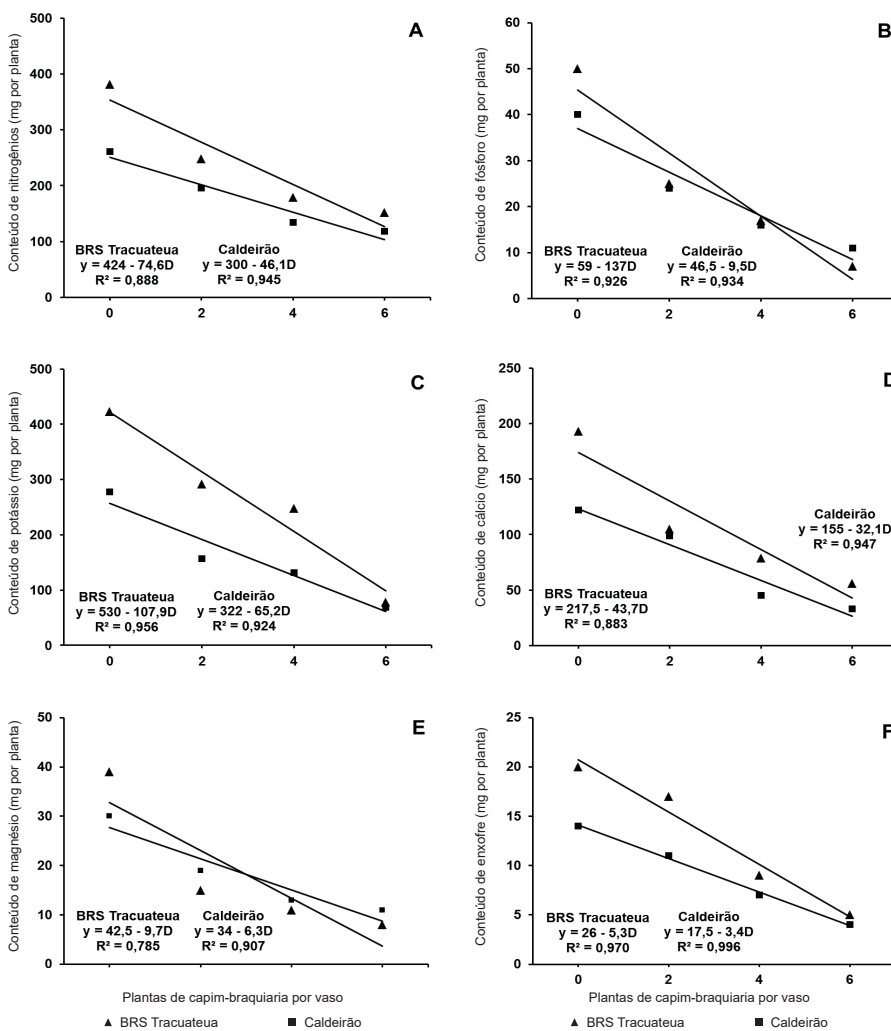 Conteúdo de nitrogênios (mg por planta)
500
400
300
200
100
0
A
BRS Tracuateua
y = 424 - 74,6D
R² = 0,888
Caldeirão
y = 300 - 46,1D
R² = 0,945
0 2 4 6
Conteúdo de fósforo (mg por planta)
60
50
40
30
20
10
0
B
BRS Tracuateua
y = 59 - 137D
R² = 0,926
Caldeirão
y = 46,5 - 9,5D
R² = 0,934
0 2 4 6
Conteúdo de potássio (mg por planta)
500
400
300
200
100
0
C
BRS Trauateua
y = 530 - 107,9D
R² = 0,956
Caldeirão
y = 322 - 65,2D
R² = 0,924
0 2 4 6
Conteúdo de cálcio (mg por planta)
250
200
150
100
50
0
D
Caldeirão
y = 155 - 32,1D
R² = 0,947
BRS Tracuateua
y = 217,5 - 43,7D
R² = 0,883
0 2 4 6
Conteúdo de magnésio (mg por planta)
50
40
30
20
10
0
E
BRS Tracuateua
y = 42,5 - 9,7D
R² = 0,785
Caldeirão
y = 34 - 6,3D
R² = 0,907
Plantas de capim-braquiaria por vaso
BRS Tracuateua Caldeirão
Conteúdo de enxofre (mg por planta)
25
20
15
10
5
0
F
BRS Tracuateua
y = 26 - 5,3D
R² = 0,970
Caldeirão
y = 17,5 - 3,4D
R² = 0,996
0 2 4 6
Plantas de capim-braquiaria por vaso
BRS Tracuateua Caldeirão